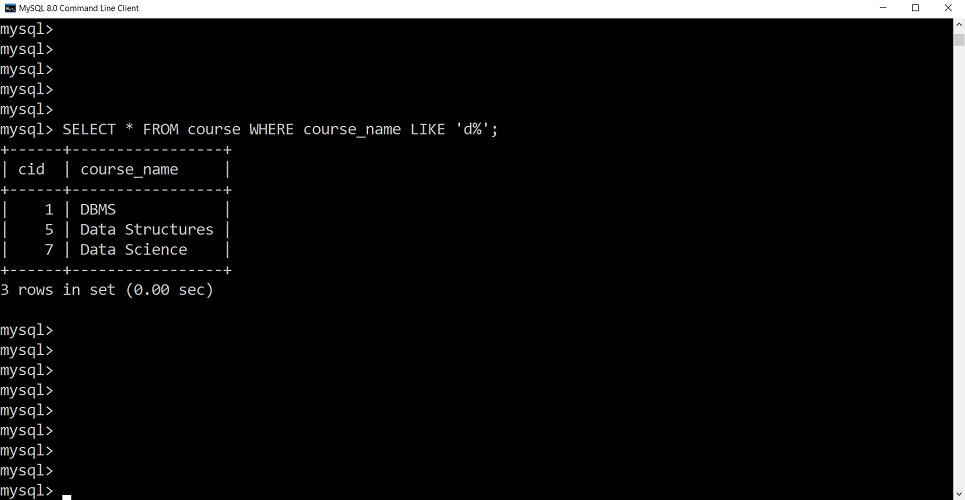 MySQL 8.0 Command Line Client
mysql>
mysql>
mysql>
mysql>
mysql>
mysql> SELECT * FROM course WHERE course_name LIKE 'd%';
+------+-----------------+
| cid  | course_name     |
+------+-----------------+
|    1 | DBMS            |
|    5 | Data Structures |
|    7 | Data Science    |
+------+-----------------+
3 rows in set (0.00 sec)
mysql>
mysql>
mysql>
mysql>
mysql>
mysql>
mysql>
mysql>
mysql>